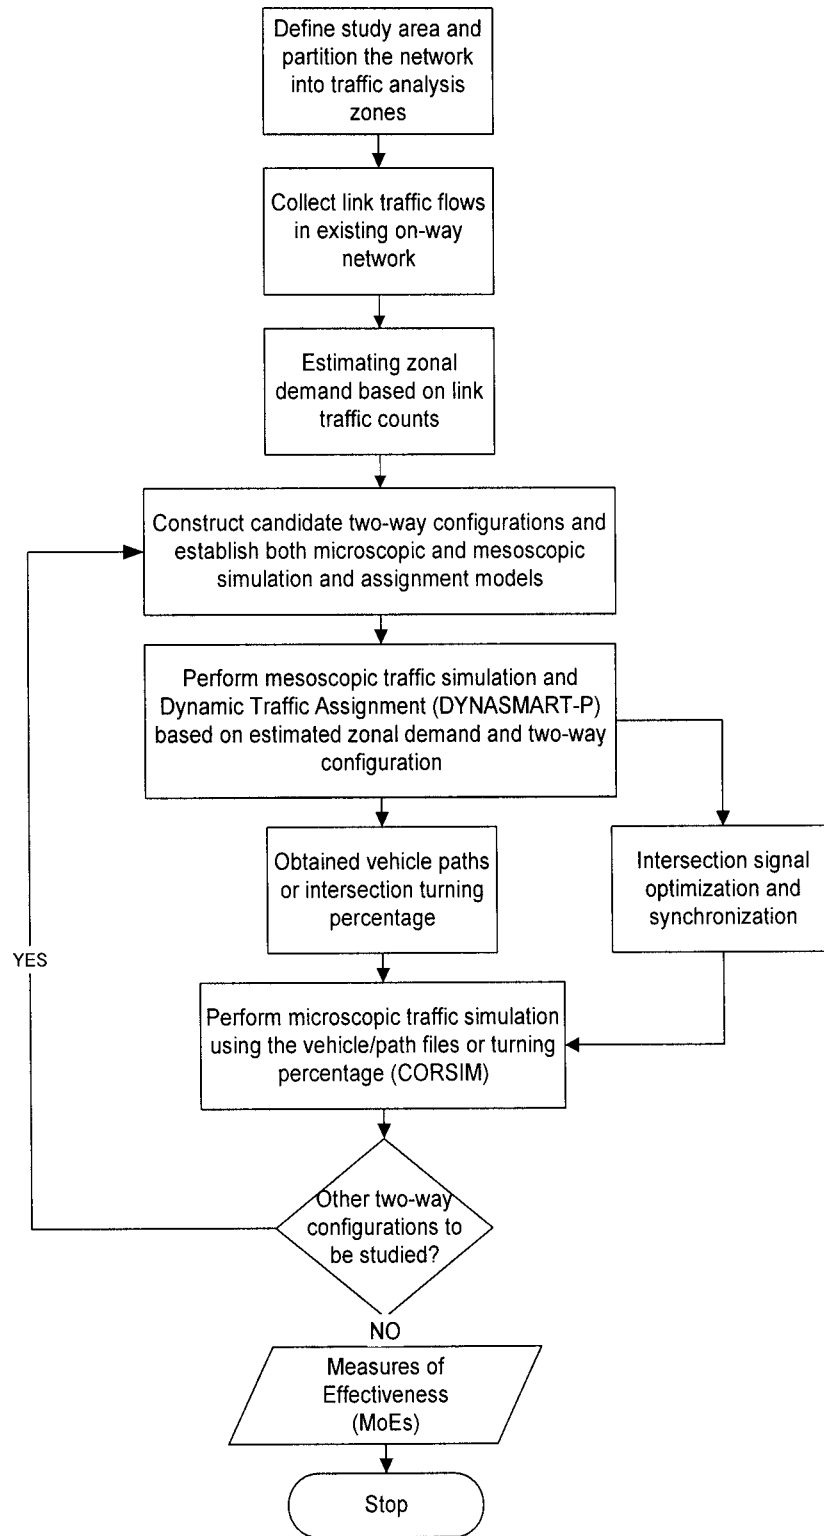 Define study area and
partition the network
into traffic analysis
zones
Collect link traffic flows
in existing on-way
network
Estimating zonal
demand based on link
traffic counts
Construct candidate two-way configurations and
establish both microscopic and mesoscopic
simulation and assignment models
Perform mesoscopic traffic simulation and
Dynamic Traffic Assignment (DYNASMART-P)
based on estimated zonal demand and two-way
configuration
Obtained vehicle paths
or intersection turning
percentage
Intersection signal
optimization and
synchronization
YES
Perform microscopic traffic simulation
using the vehicle/path files or turning
percentage (CORSIM)
Other two-way
configurations to
be studied?
NO
Measures of
Effectiveness
(MoEs)
Stop